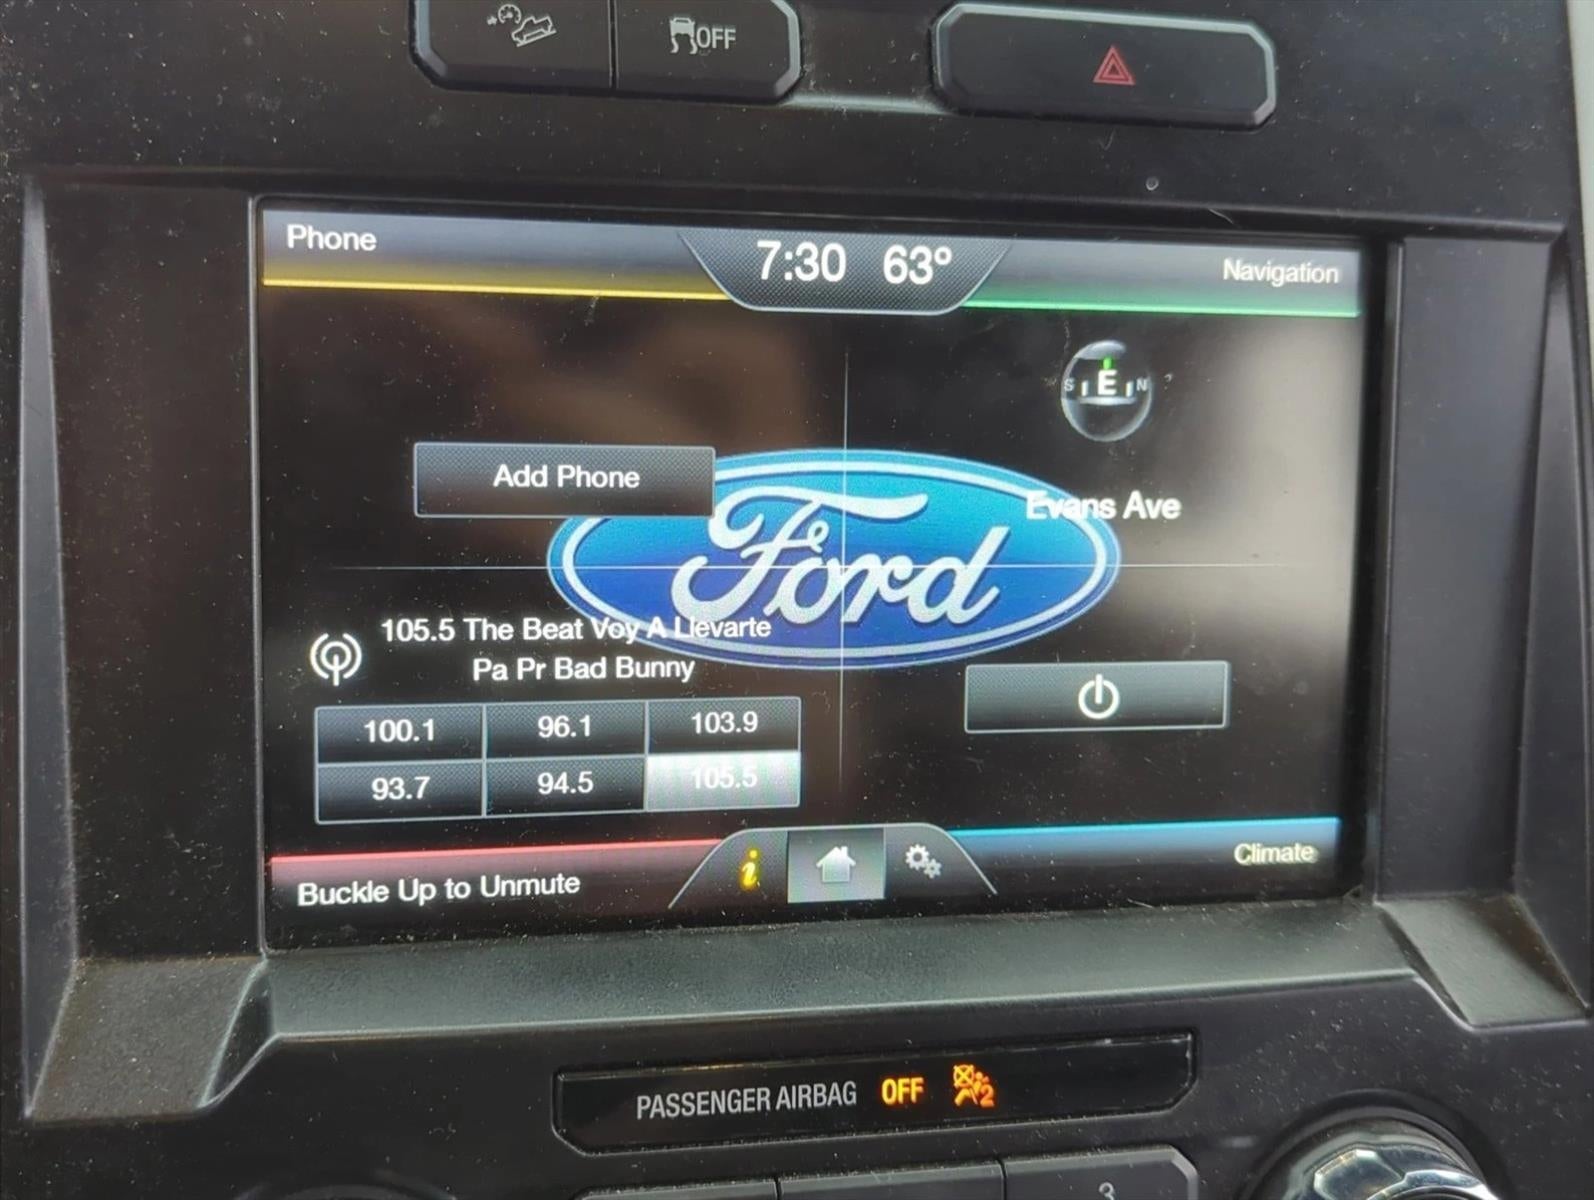 OFF
Phone
7:30 63°
Navigation
S E N
Add Phone
Ford
Evans Ave
105.5 The Beat Voy A Llevarte
Pa Pr Bad Bunny
100.1 96.1 103.9
93.7 94.5 105.5
Buckle Up to Unmute
i
Climate
PASSENGER AIRBAG OFF 2
3